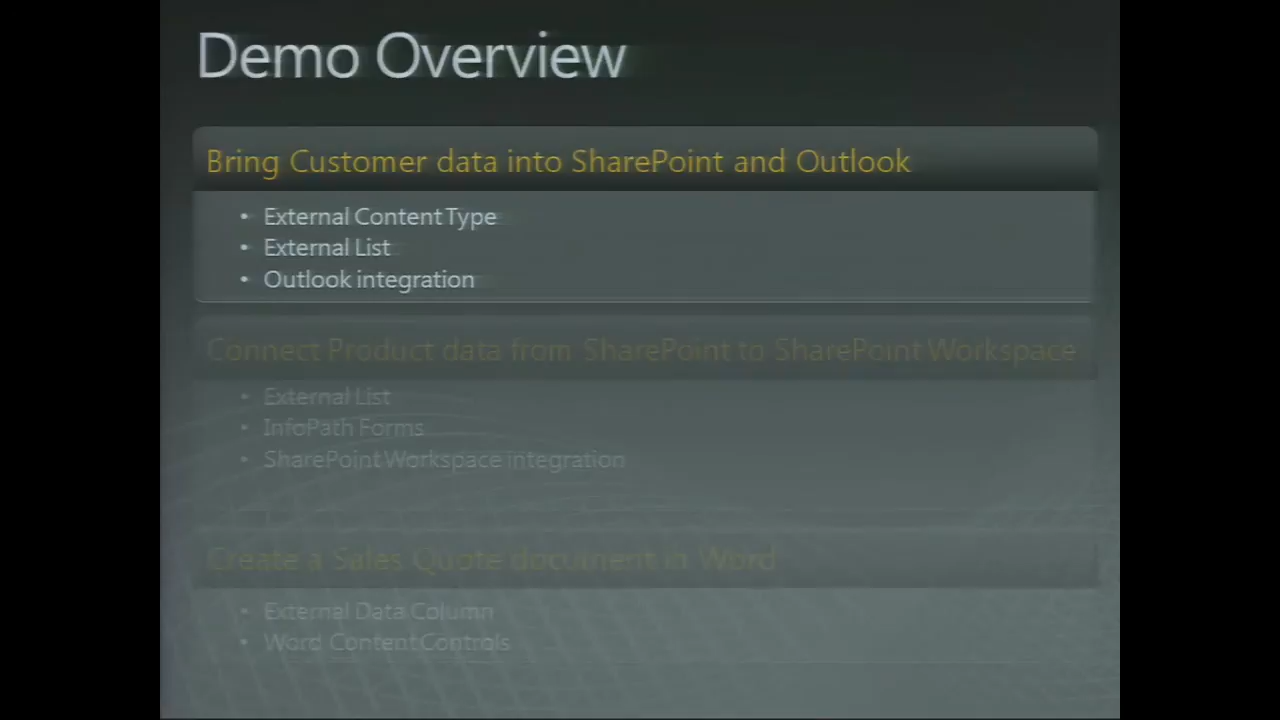 Demo Overview
Bring Customer data into SharePoint and Outlook
• External Content Type
• External List
• Outlook integration
Connect Product data from SharePoint to SharePoint Workspace
• External List
• InfoPath Forms
• SharePoint Workspace integration
Create a Sales Quote document in Word
• External Data Column
• Word Content Controls